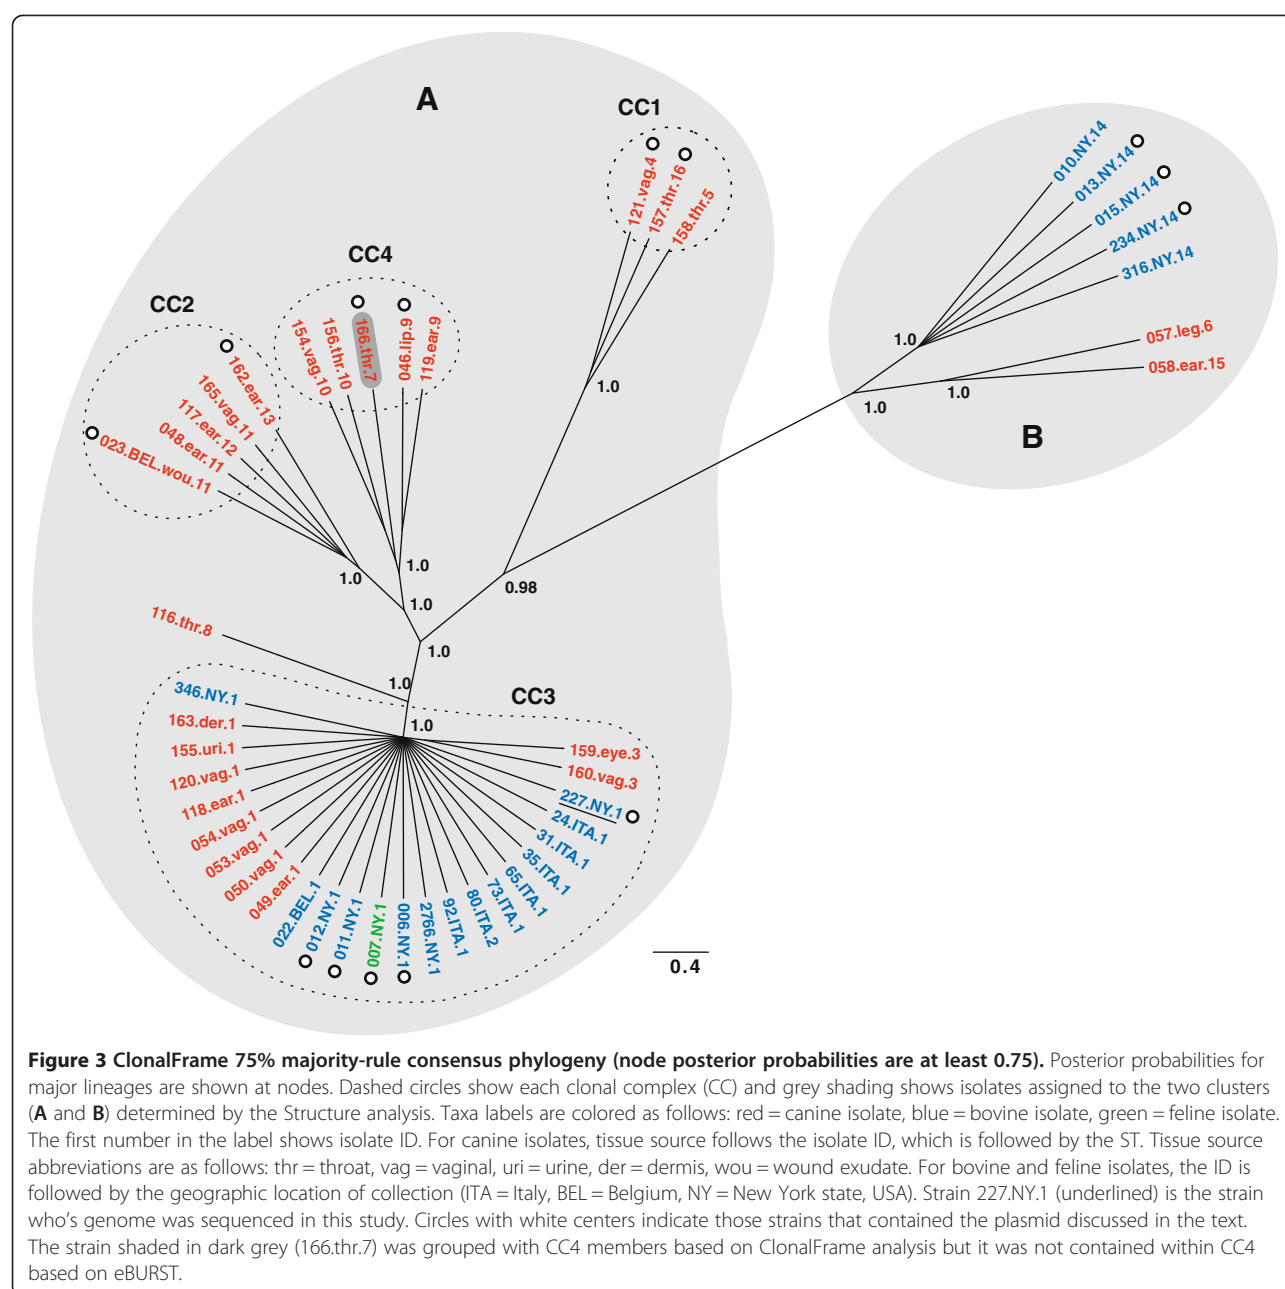 A
CC1
121.vag.4
157.thr.16
158.thr.5
010.NY.14
013.NY.14
015.NY.14
234.NY.14
316.NY.14
057.leg.6
058.ear.15
1.0
1.0
1.0
B
CC4
154.vag.10
156.thr.10
166.thr.7
046.lip.9
119.ear.9
CC2
162.ear.13
165.vag.11
117.ear.12
048.ear.11
023.BEL.wou.11
1.0
1.0
1.0
1.0
0.98
1.0
116.thr.8
1.0
CC3
1.0
346.NY.1
163.der.1
155.uri.1
120.vag.1
118.ear.1
054.vag.1
053.vag.1
050.vag.1
049.ear.1
022.BEL.1
012.NY.1
011.NY.1
007.NY.1
006.NY.1
2766.NY.1
92.ITA.1
80.ITA.2
73.ITA.1
65.ITA.1
35.ITA.1
31.ITA.1
24.ITA.1
227.NY.1
160.vag.3
159.eye.3
0.4
Figure 3 ClonalFrame 75% majority-rule consensus phylogeny (node posterior probabilities are at least 0.75). Posterior probabilities for
major lineages are shown at nodes. Dashed circles show each clonal complex (CC) and grey shading shows isolates assigned to the two clusters
(A and B) determined by the Structure analysis. Taxa labels are colored as follows: red = canine isolate, blue = bovine isolate, green = feline isolate.
The first number in the label shows isolate ID. For canine isolates, tissue source follows the isolate ID, which is followed by the ST. Tissue source
abbreviations are as follows: thr = throat, vag = vaginal, uri = urine, der = dermis, wou = wound exudate. For bovine and feline isolates, the ID is
followed by the geographic location of collection (ITA = Italy, BEL = Belgium, NY = New York state, USA). Strain 227.NY.1 (underlined) is the strain
who's genome was sequenced in this study. Circles with white centers indicate those strains that contained the plasmid discussed in the text.
The strain shaded in dark grey (166.thr.7) was grouped with CC4 members based on ClonalFrame analysis but it was not contained within CC4
based on eBURST.